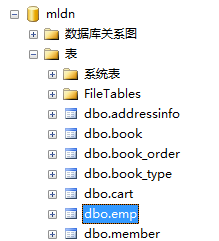 mldn
数据库关系图
表
系统表
FileTables
dbo.addressinfo
dbo.book
dbo.book_order
dbo.book_type
dbo.cart
dbo.emp
dbo.member